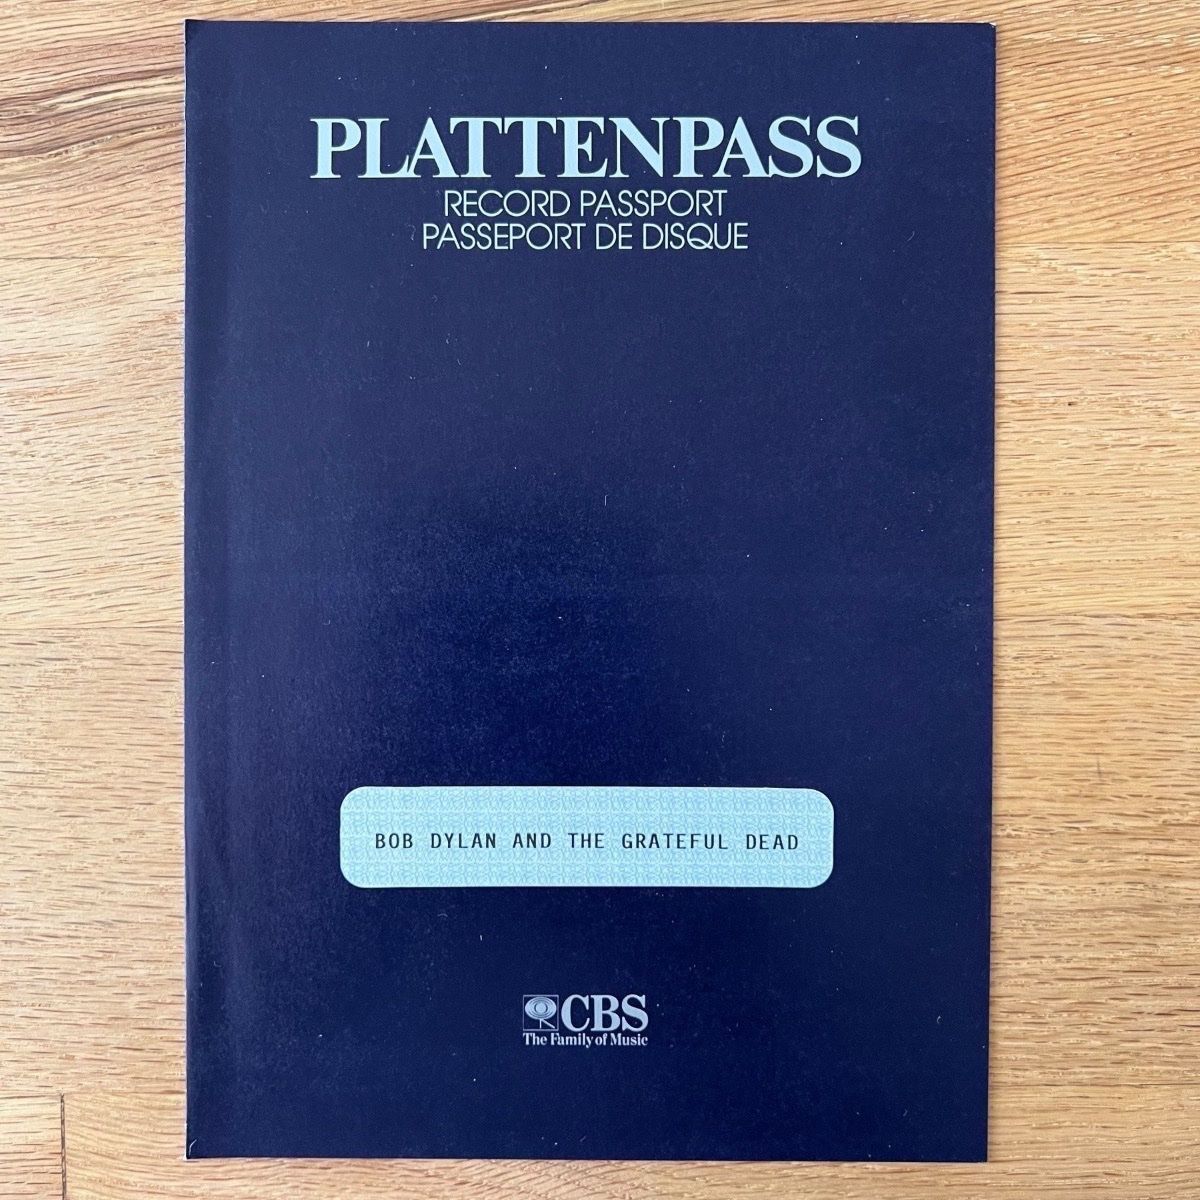 PLATTENPASS
RECORD PASSPORT
PASSEPORT DE DISQUE
BOB DYLAN AND THE GRATEFUL DEAD
CBS
The Family of Music